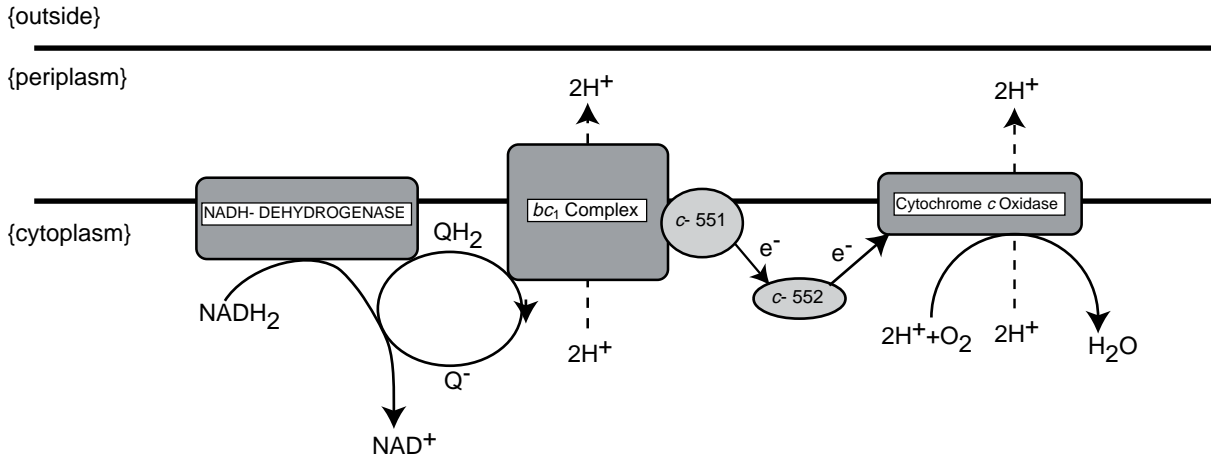 {outside}
{periplasm}
2H⁺
2H⁺
NADH- DEHYDROGENASE
bc₁ Complex
c- 551
Cytochrome c Oxidase
{cytoplasm}
QH₂
e⁻
e⁻
NADH₂
c- 552
2H⁺
2H⁺+O₂
2H⁺
H₂O
Q⁻
NAD⁺